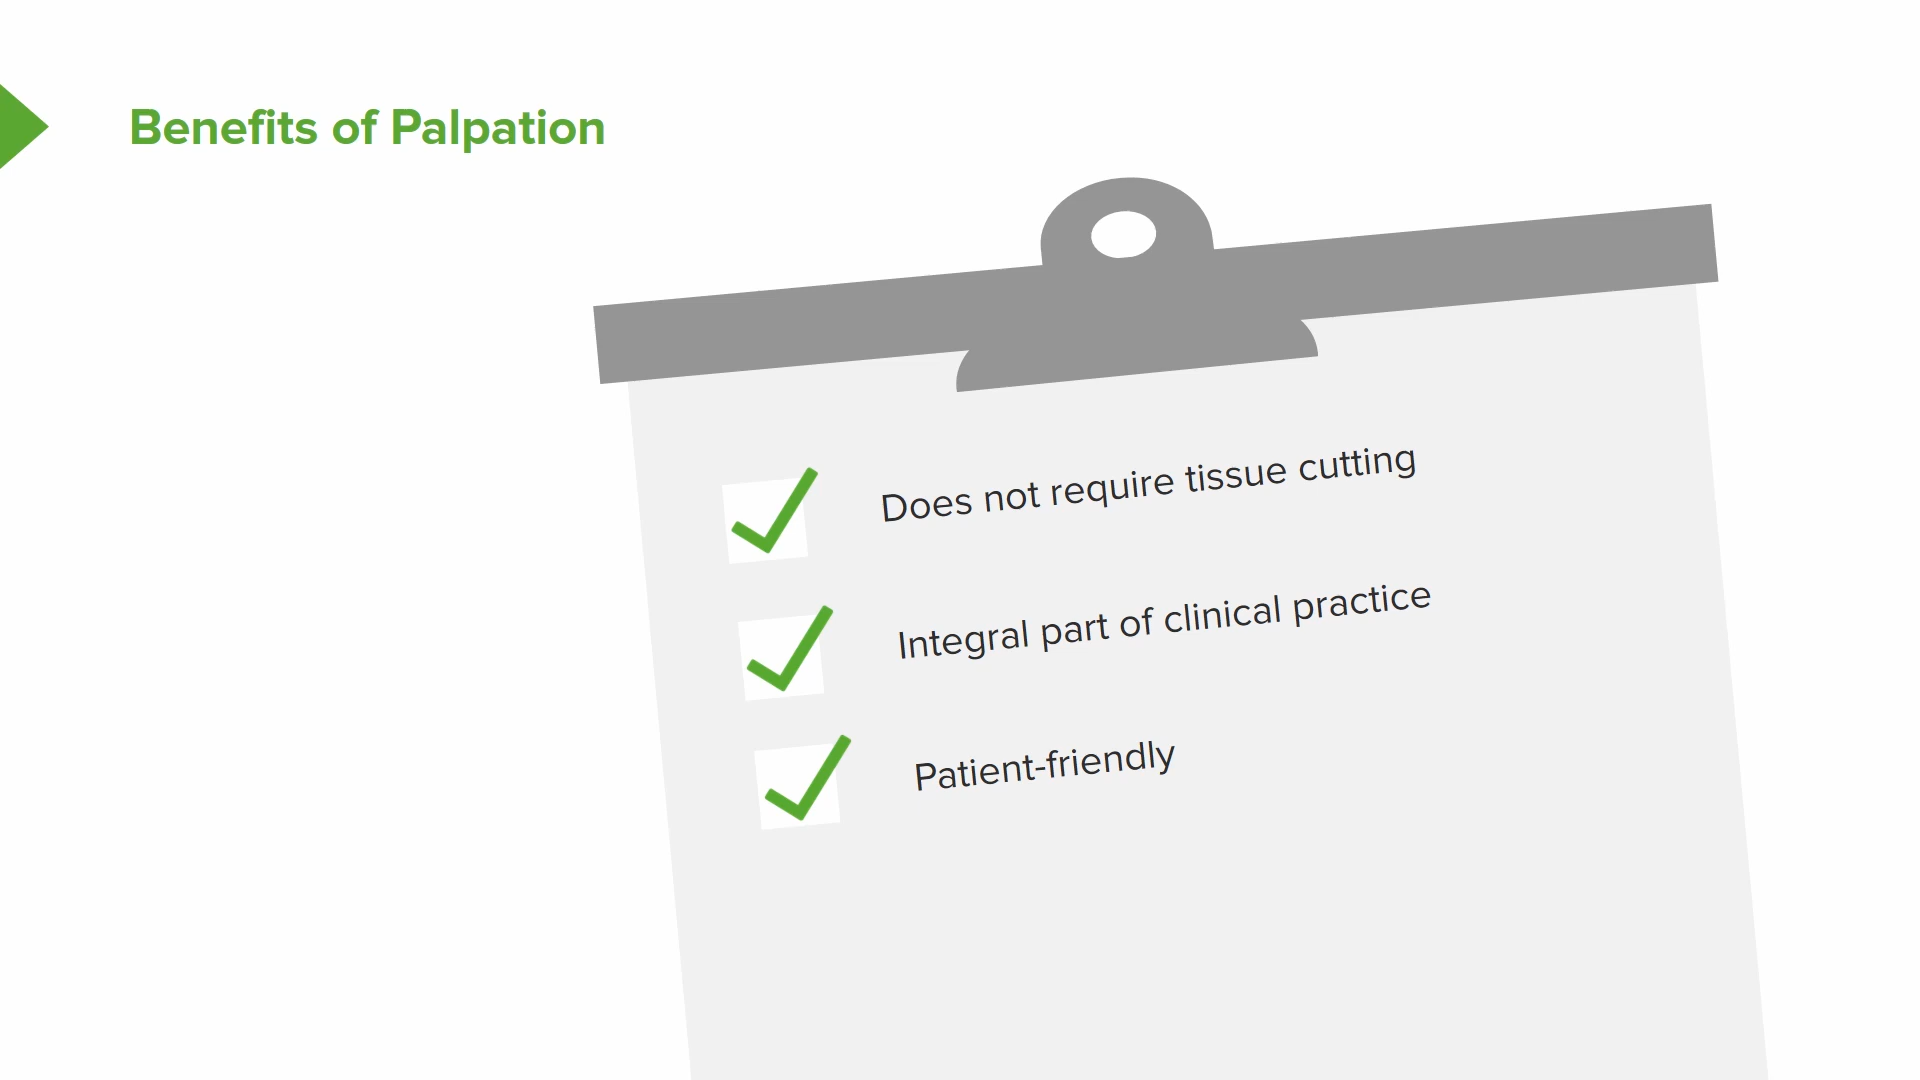 Benefits of Palpation
Does not require tissue cutting
Integral part of clinical practice
Patient-friendly